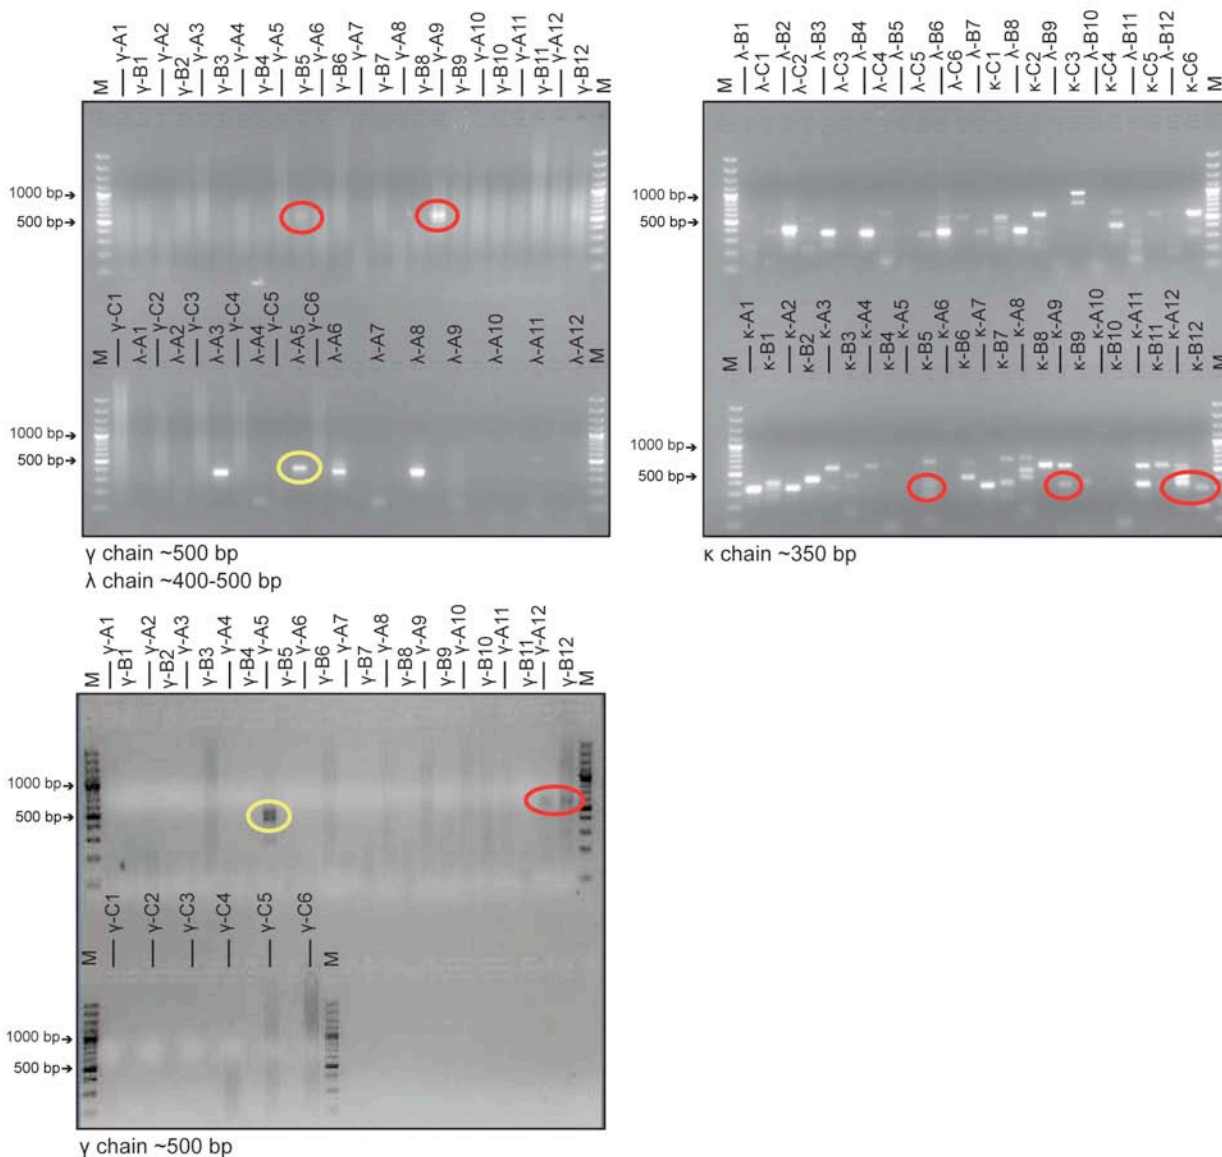 M γ-A1 γ-B1 γ-A2 γ-B2 γ-A3 γ-B3 γ-A4 γ-B4 γ-A5 γ-B5 γ-A6 γ-B6 γ-A7 γ-B7 γ-A8 γ-B8 γ-A9 γ-B9 γ-A10 γ-B10 γ-A11 γ-B11 γ-A12 γ-B12 M
1000 bp
500 bp
M γ-C1 λ-A1 γ-C2 λ-A2 γ-C3 λ-A3 γ-C4 λ-A4 γ-C5 λ-A5 γ-C6 λ-A6 λ-A7 λ-A8 λ-A9 λ-A10 λ-A11 λ-A12 M
1000 bp
500 bp
γ chain ~500 bp
λ chain ~400-500 bp
M λ-B1 λ-C1 λ-B2 λ-C2 λ-B3 λ-C3 λ-B4 λ-C4 λ-B5 λ-C5 λ-B6 λ-C6 λ-B7 κ-C1 λ-B8 κ-C2 λ-B9 κ-C3 λ-B10 κ-C4 λ-B11 κ-C5 λ-B12 κ-C6 M
1000 bp
500 bp
M κ-A1 κ-B1 κ-A2 κ-B2 κ-A3 κ-B3 κ-A4 κ-B4 κ-A5 κ-B5 κ-A6 κ-B6 κ-A7 κ-B7 κ-A8 κ-B8 κ-A9 κ-B9 κ-A10 κ-B10 κ-A11 κ-B11 κ-A12 κ-B12 M
1000 bp
500 bp
κ chain ~350 bp
M γ-A1 γ-B1 γ-A2 γ-B2 γ-A3 γ-B3 γ-A4 γ-B4 γ-A5 γ-B5 γ-A6 γ-B6 γ-A7 γ-B7 γ-A8 γ-B8 γ-A9 γ-B9 γ-A10 γ-B10 γ-A11 γ-B11 γ-A12 γ-B12 M
1000 bp
500 bp
M γ-C1 γ-C2 γ-C3 γ-C4 γ-C5 γ-C6 M
1000 bp
500 bp
γ chain ~500 bp